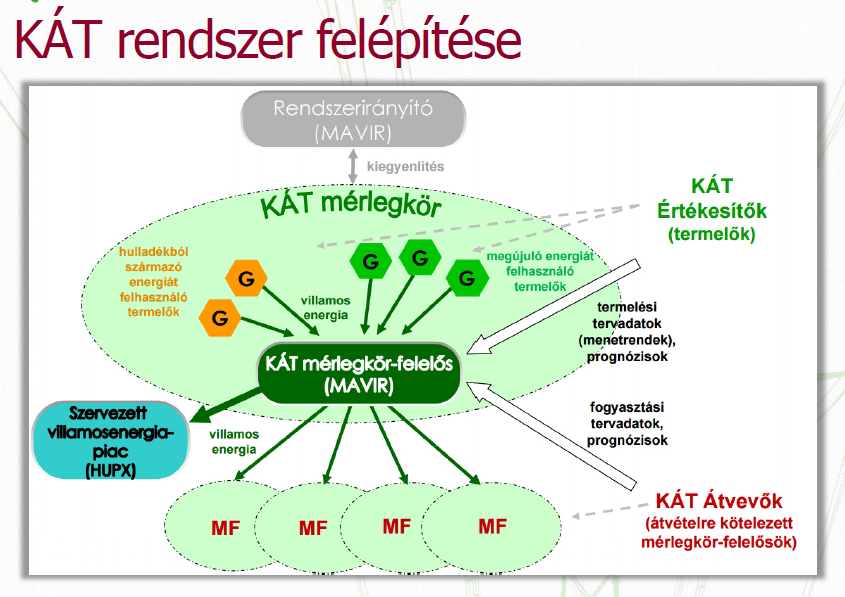 KÁT rendszer felépítése
Rendszerirányító
(MAVIR)
kiegyenlítés
KÁT mérlegkör
KÁT
Értékesítők
(termelők)
hulladékból
származó
energiát
felhasználó
termelők
G
G
G
G
G
megújuló energiát
felhasználó
termelők
villamos
energia
termelési
tervadatok
(menetrendek),
prognózisok
KÁT mérlegkör-felelős
(MAVIR)
Szervezett
villamosenergia-
piac
(HUPX)
villamos
energia
fogyasztási
tervadatok,
prognózisok
MF
MF
MF
MF
KÁT Átvevők
(átvételre kötelezett
mérlegkör-felelősök)